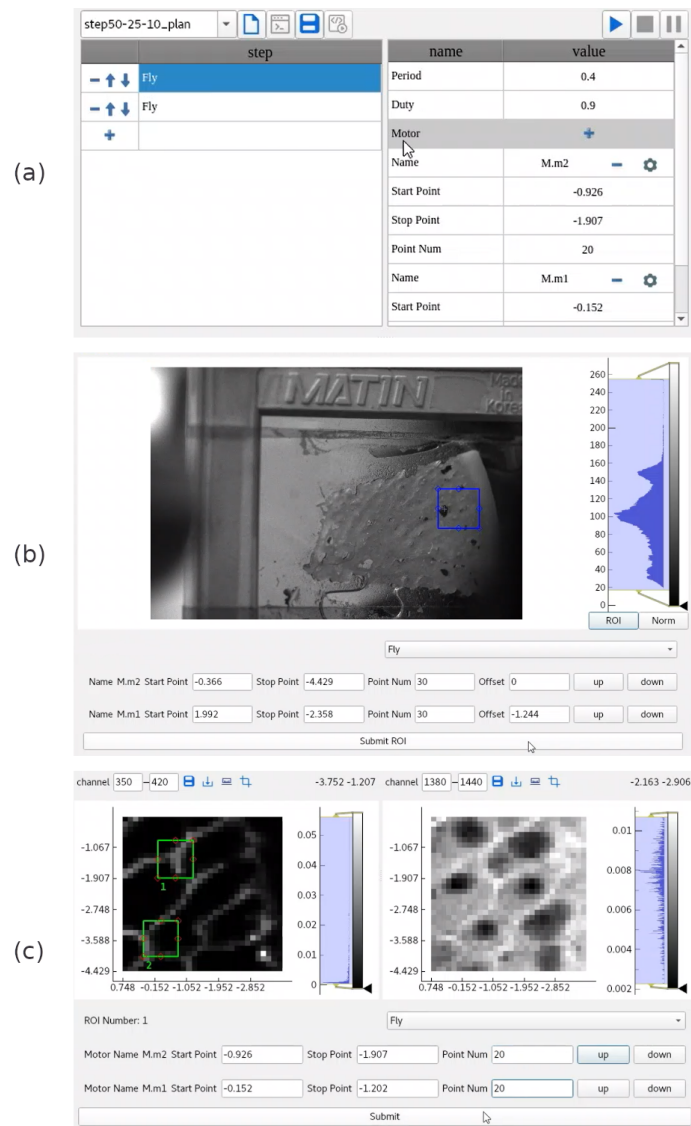 (a)
step50-25-10_plan
step
Fly
Fly
name value
Period 0.4
Duty 0.9
Motor
Name M.m2
Start Point -0.926
Stop Point -1.907
Point Num 20
Name M.m1
Start Point -0.152
(b)
MATIN
Made
in
Korea
260
240
220
200
180
160
140
120
100
80
60
40
20
0
ROI Norm
Fly
Name M.m2 Start Point -0.366 Stop Point -4.429 Point Num 30 Offset 0 up down
Name M.m1 Start Point 1.992 Stop Point -2.358 Point Num 30 Offset -1.244 up down
Submit ROI
(c)
channel 350 – 420 -3.752 -1.207
-1.067
-1.907
-2.748
-3.588
-4.429
0.748 -0.152 -1.052 -1.952 -2.852
1
2
0.05
0.04
0.03
0.02
0.01
0
channel 1380 – 1440 -2.163 -2.906
-1.067
-1.907
-2.748
-3.588
-4.429
0.748 -0.152 -1.052 -1.952 -2.852
0.01
0.008
0.006
0.004
0.002
ROI Number: 1 Fly
Motor Name M.m2 Start Point -0.926 Stop Point -1.907 Point Num 20 up down
Motor Name M.m1 Start Point -0.152 Stop Point -1.202 Point Num 20 up down
Submit